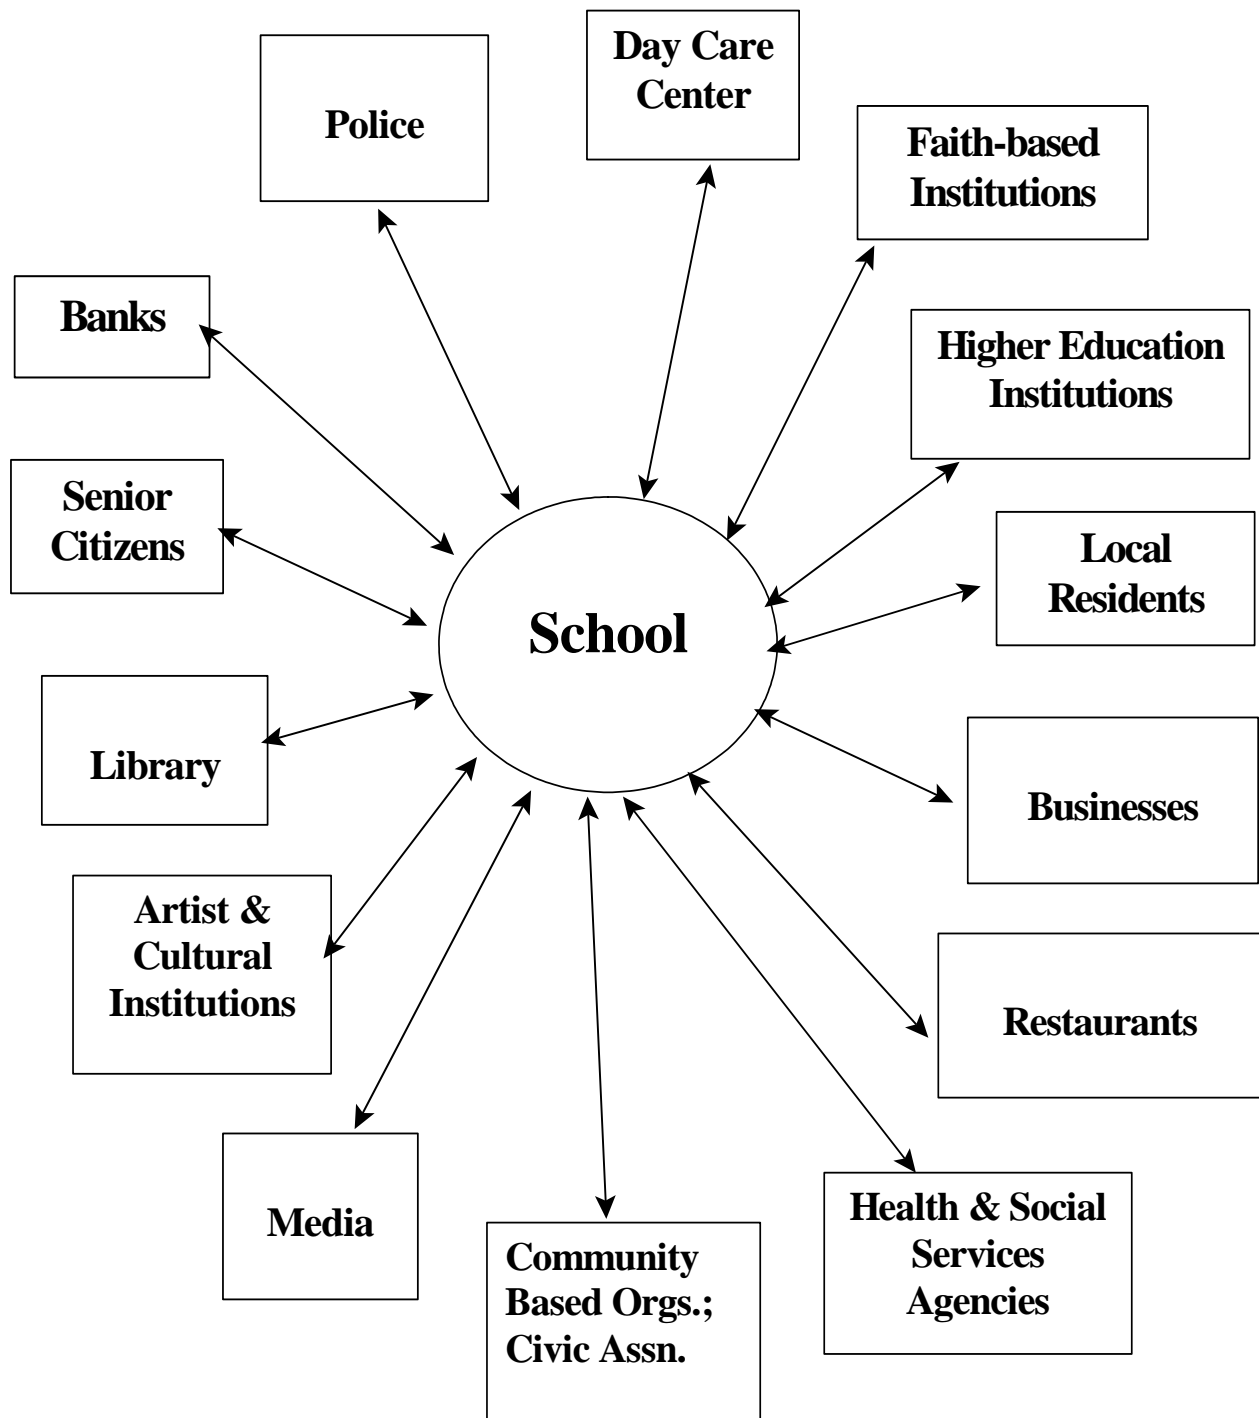 Day Care
Center
Police
Faith-based
Institutions
Banks
Higher Education
Institutions
Senior
Citizens
Local
Residents
School
Library
Businesses
Artist &
Cultural
Institutions
Restaurants
Media
Health & Social
Services
Agencies
Community
Based Orgs.;
Civic Assn.